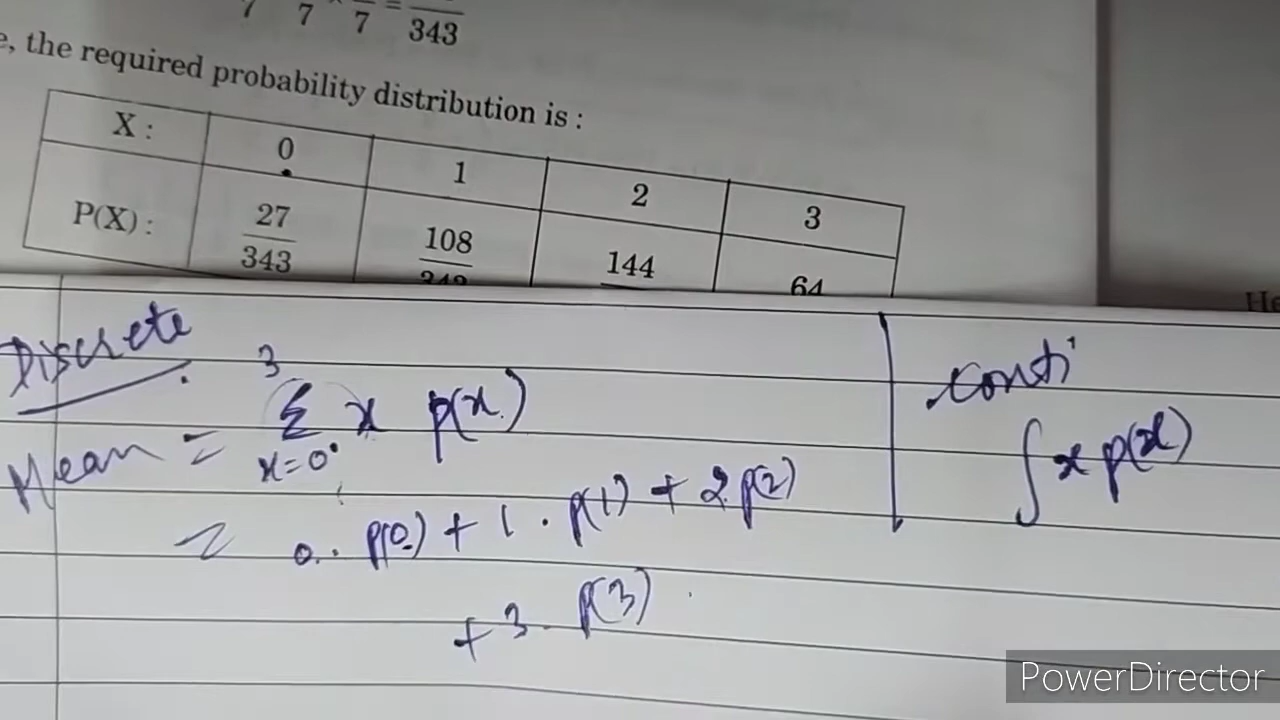 7 7 × 7 = 343
e, the required probability distribution is :
X : 0 1 2 3
P(X) : 27/343 108/343 144 64
Discrete
Mean = 3 Σ x=0 x p(x)
= 0 . p(0) + 1 . p(1) + 2 p(2)
+ 3 . p(3)
conti
∫ x p(x)
PowerDirector